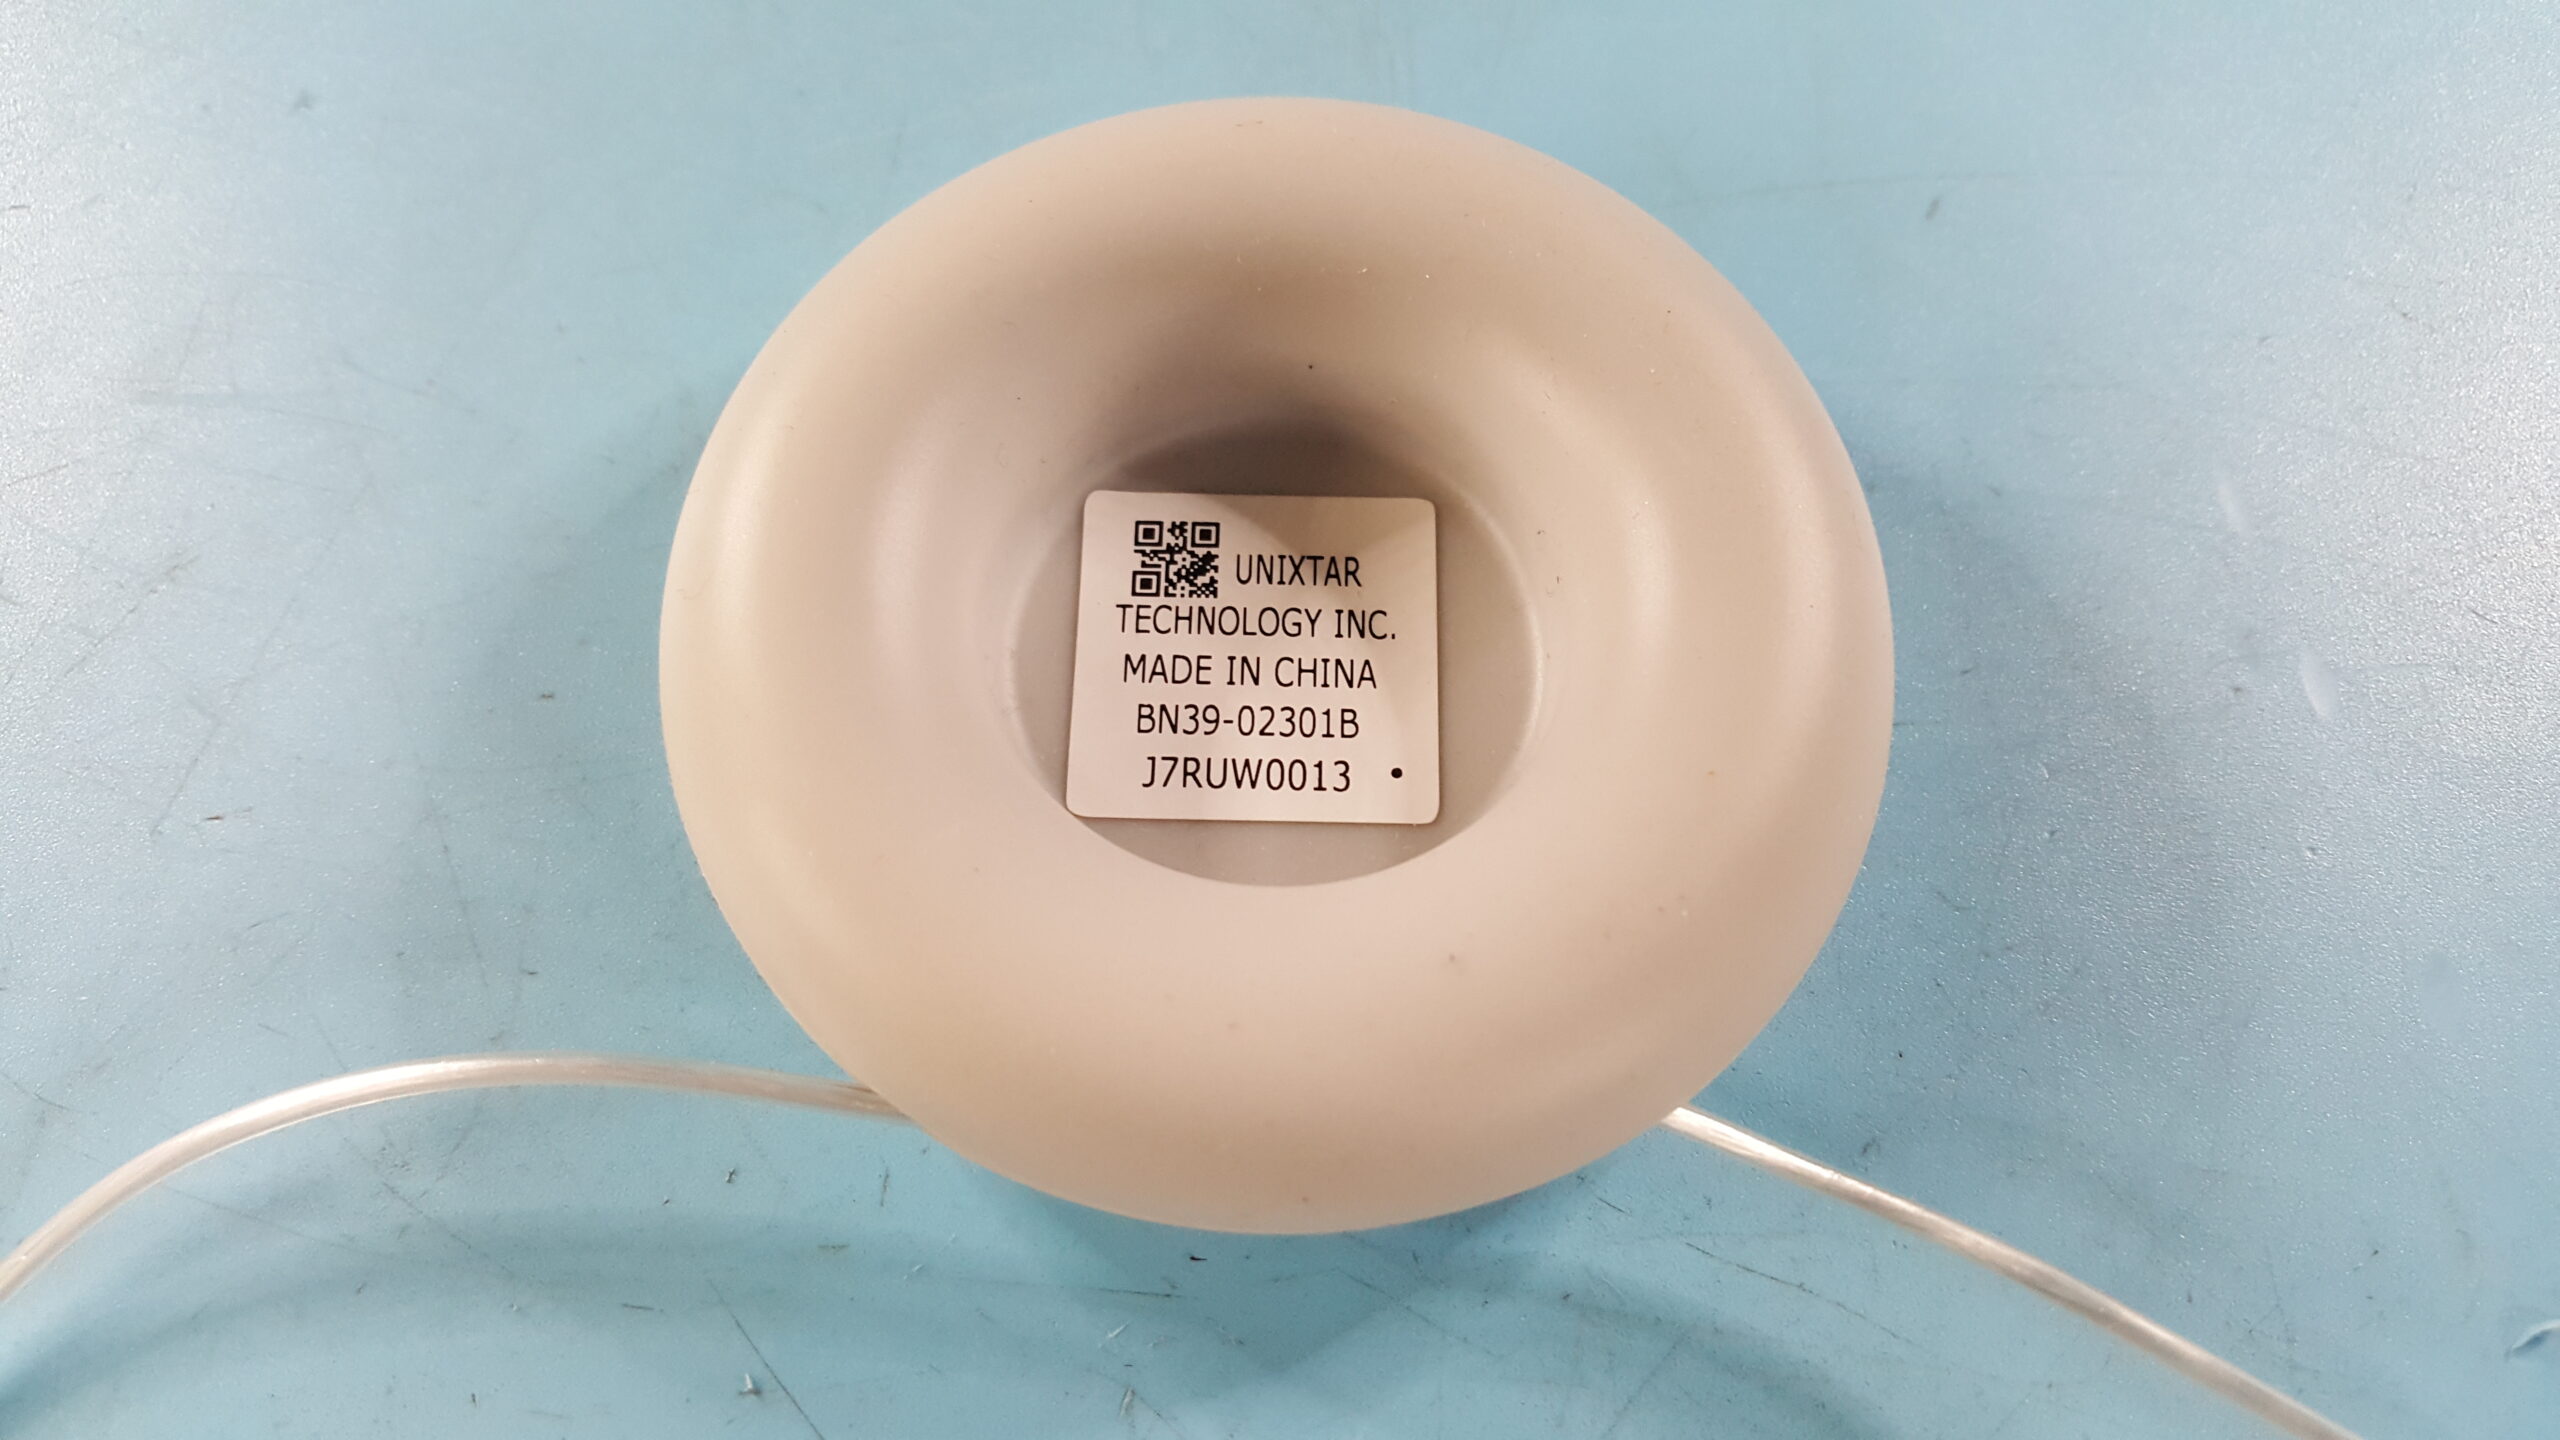 UNIXTAR
TECHNOLOGY INC.
MADE IN CHINA
BN39-02301B
J7RUW0013